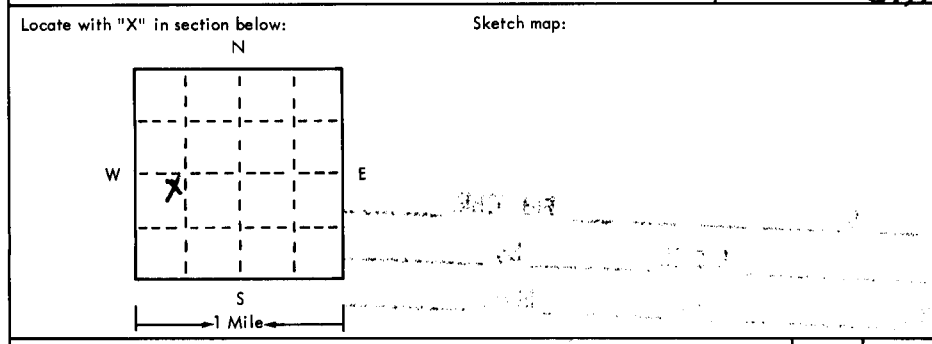 Locate with "X" in section below: Sketch map:
N
W E
X
S
1 Mile